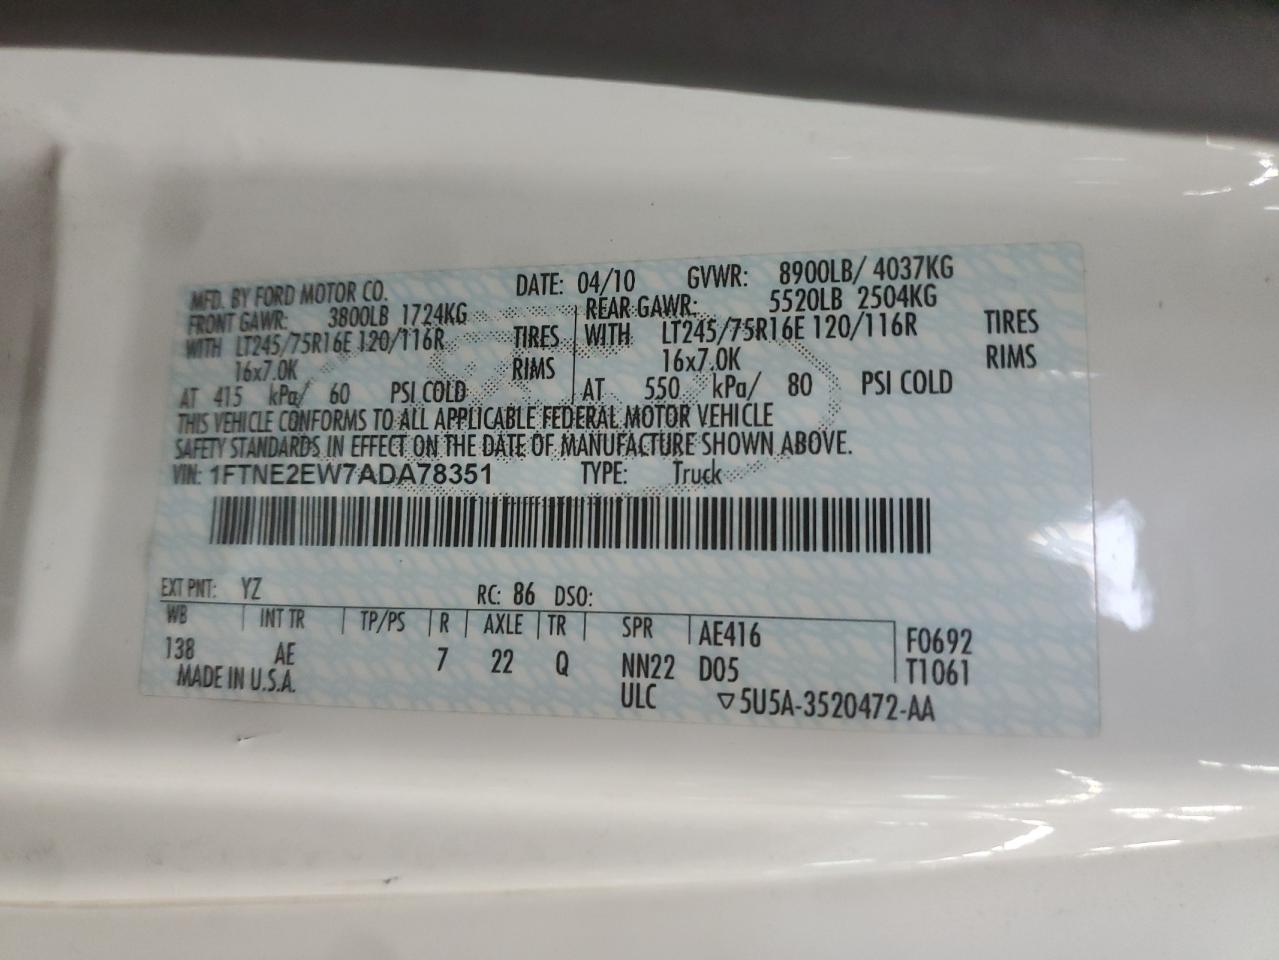 MFD. BY FORD MOTOR CO. DATE: 04/10 GVWR: 8900LB/ 4037KG
FRONT GAWR: 3800LB 1724KG REAR GAWR: 5520LB 2504KG
WITH LT245/75R16E 120/116R TIRES WITH LT245/75R16E 120/116R TIRES
16x7.0K RIMS 16x7.0K RIMS
AT 415 kPa/ 60 PSI COLD AT 550 kPa/ 80 PSI COLD
THIS VEHICLE CONFORMS TO ALL APPLICABLE FEDERAL MOTOR VEHICLE
SAFETY STANDARDS IN EFFECT ON THE DATE OF MANUFACTURE SHOWN ABOVE.
VIN: 1FTNE2EW7ADA78351 TYPE: Truck
EXT PNT: YZ RC: 86 DSO:
WB INT TR TP/PS R AXLE TR SPR AE416 F0692
138 AE 7 22 Q NN22 D05 T1061
MADE IN U.S.A. ULC ▽5U5A-3520472-AA